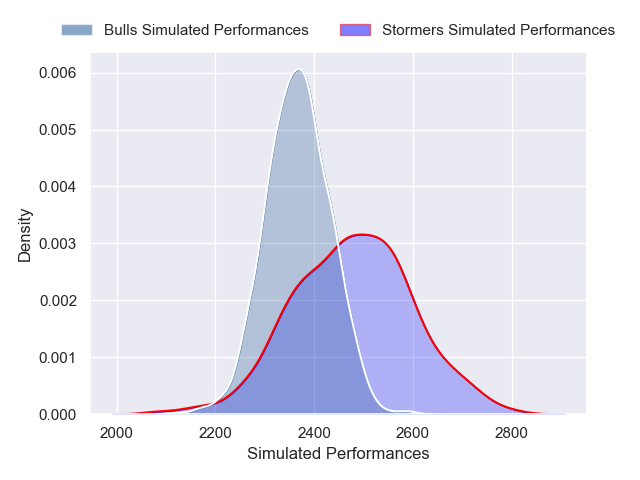 Bulls Simulated Performances Stormers Simulated Performances
0.006
0.005
0.004
0.003
0.002
0.001
0.000
Density
2000 2200 2400 2600 2800
Simulated Performances